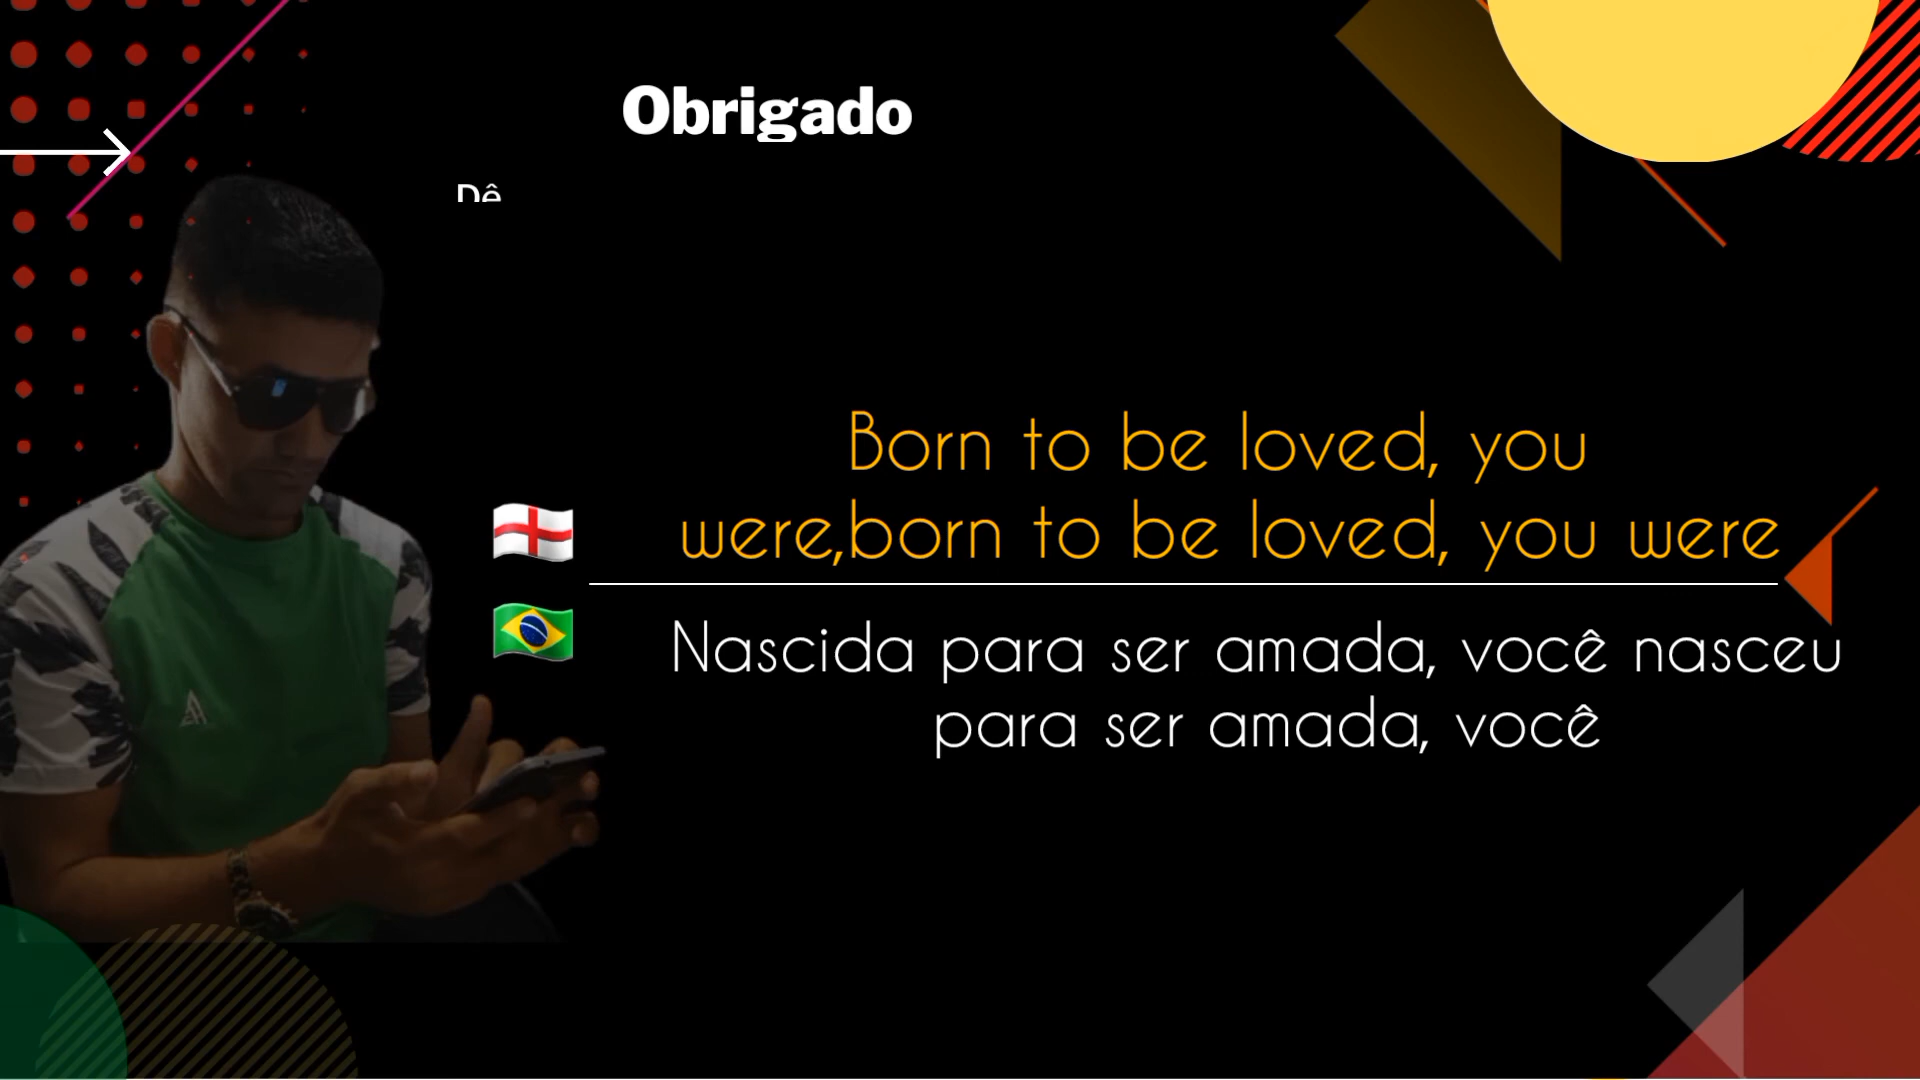 Obrigado
Dê
Born to be loved, you
were,born to be loved, you were
Nascida para ser amada, você nasceu
para ser amada, você